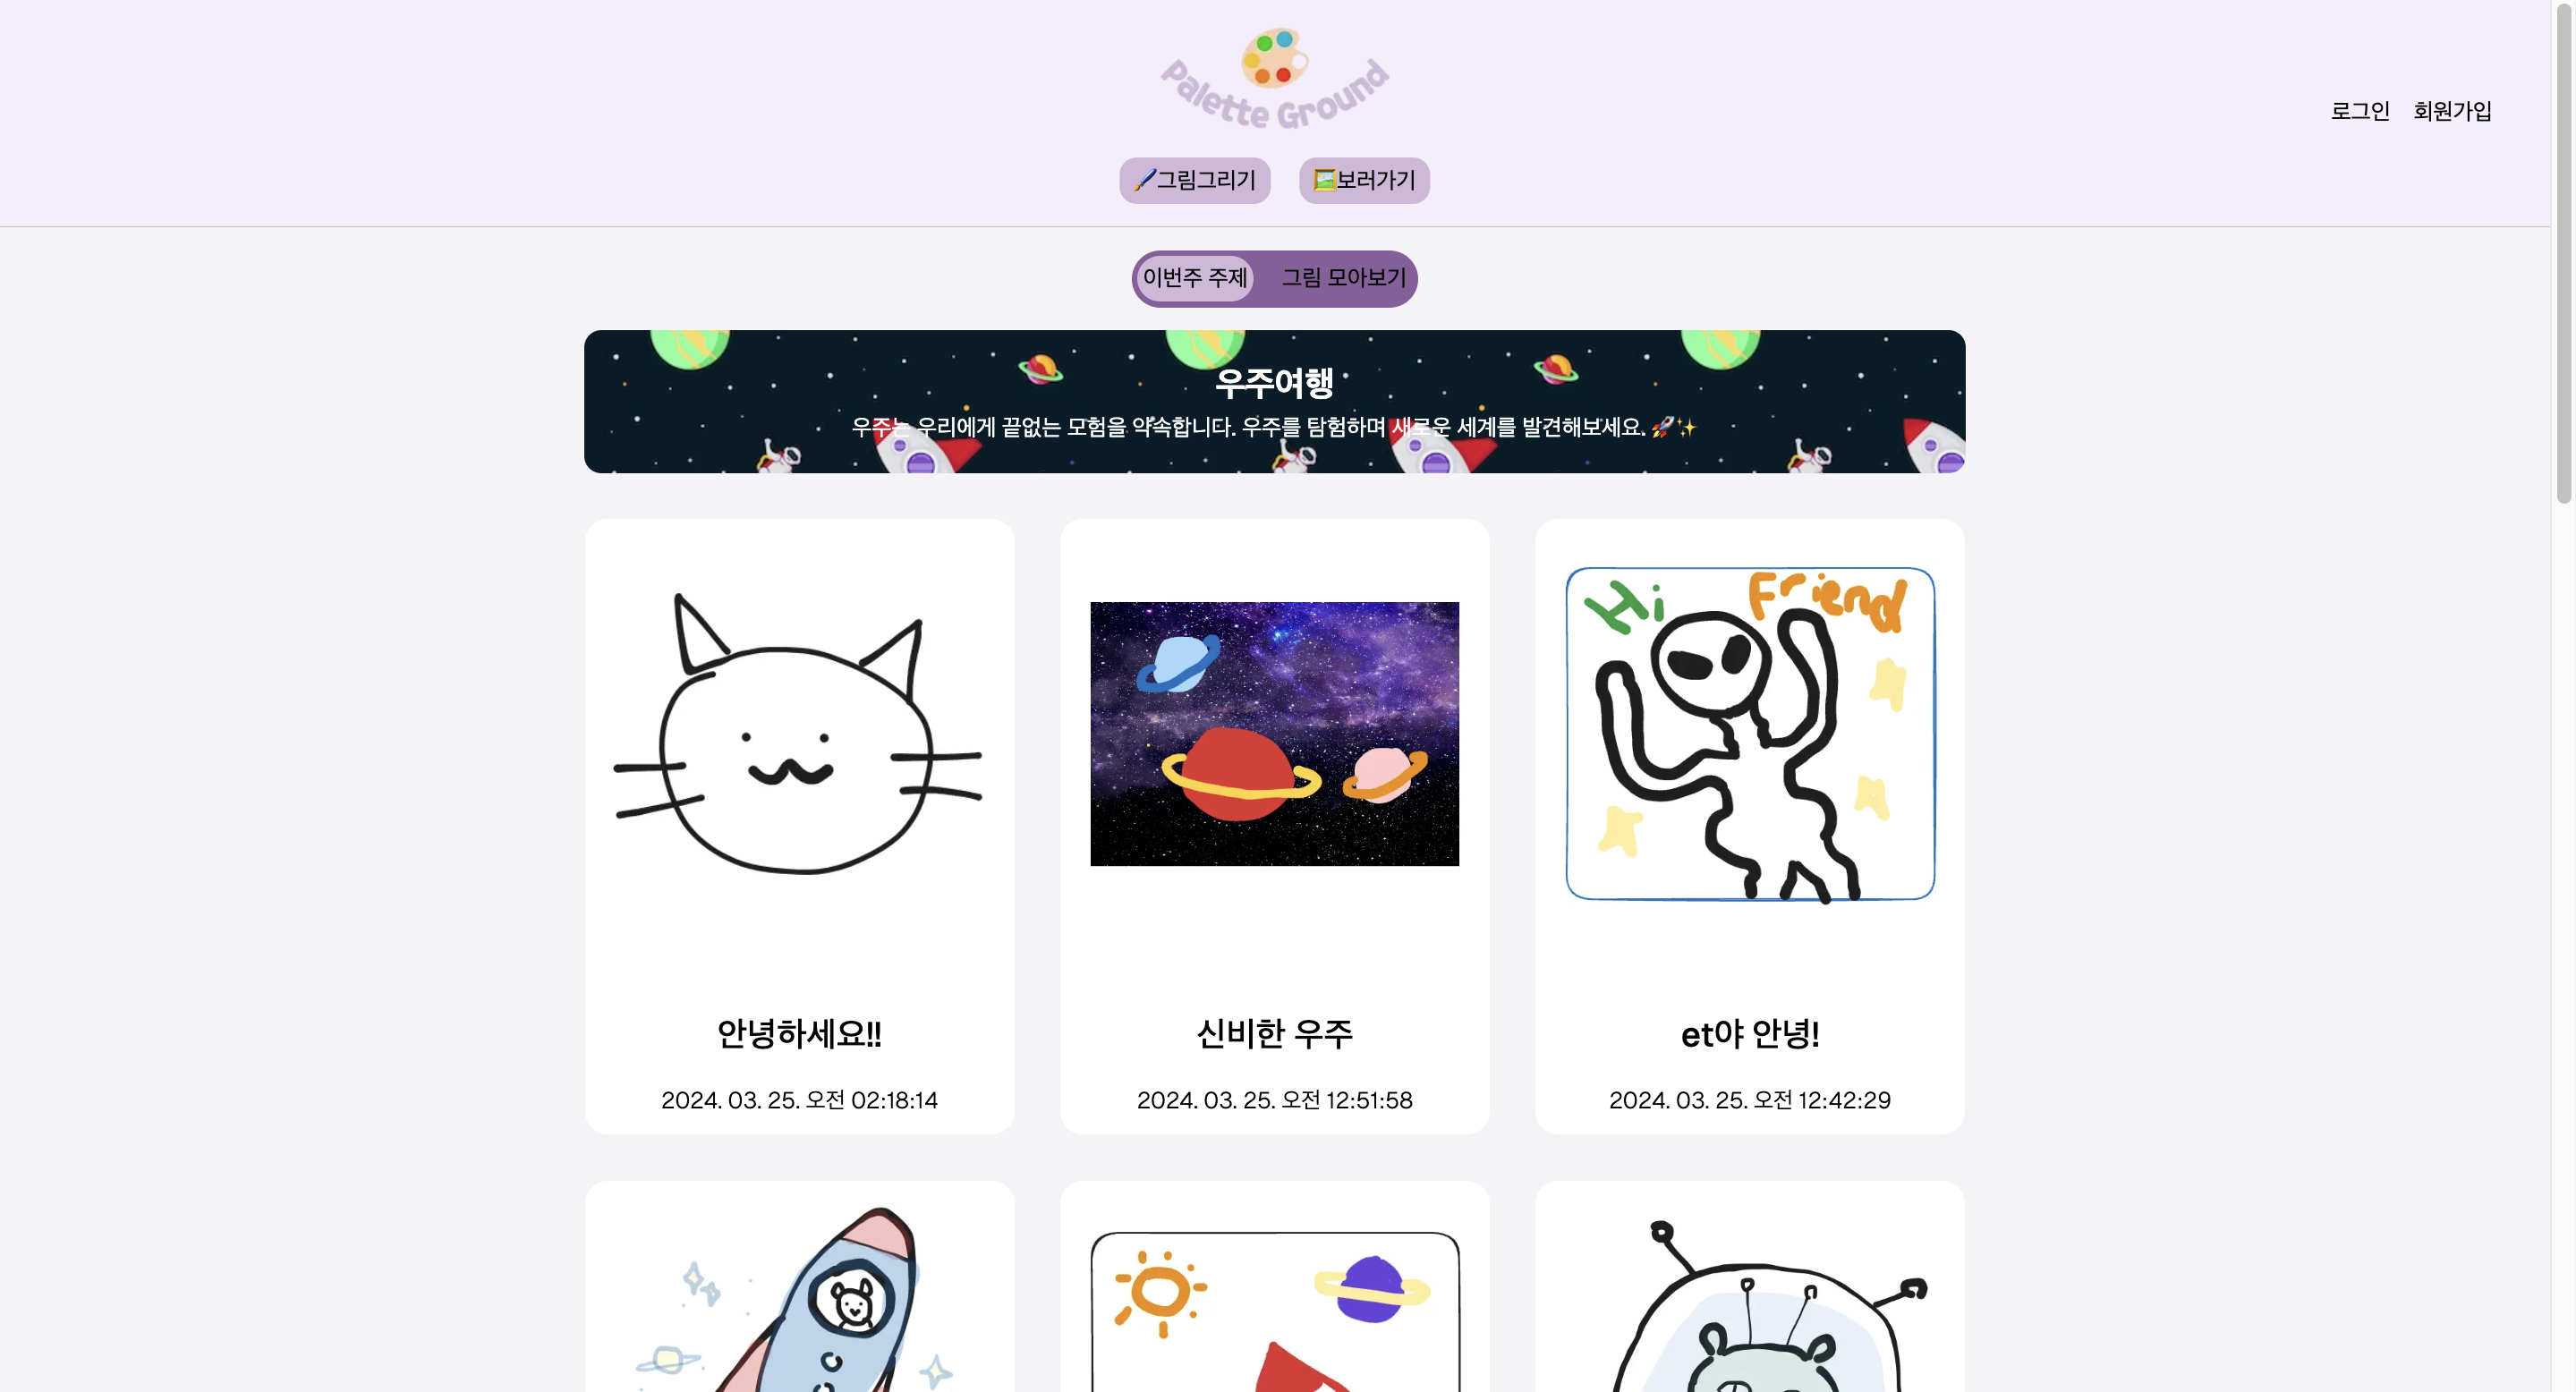 Palette Ground
로그인 회원가입
🖌️그림그리기 🖼️보러가기
이번주 주제 그림 모아보기
우주여행
우주는 우리에게 끝없는 모험을 약속합니다. 우주를 탐험하며 새로운 세계를 발견해보세요. 🚀✨
Hi Friend
안녕하세요!! 신비한 우주 et야 안녕!
2024. 03. 25. 오전 02:18:14 2024. 03. 25. 오전 12:51:58 2024. 03. 25. 오전 12:42:29